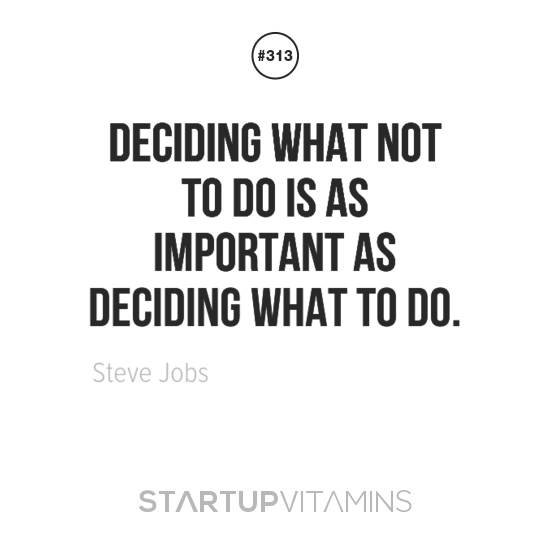 #313
DECIDING WHAT NOT
TO DO IS AS
IMPORTANT AS
DECIDING WHAT TO DO.
Steve Jobs
STARTUPVITAMINS